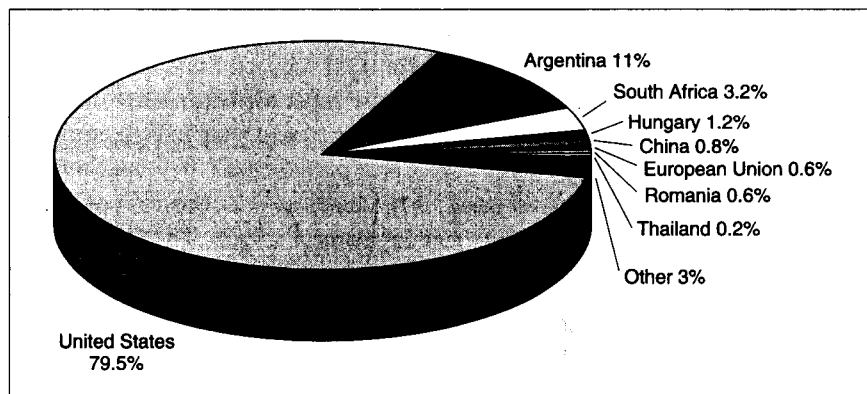 Argentina 11%
South Africa 3.2%
Hungary 1.2%
China 0.8%
European Union 0.6%
Romania 0.6%
Thailand 0.2%
Other 3%
United States
79.5%